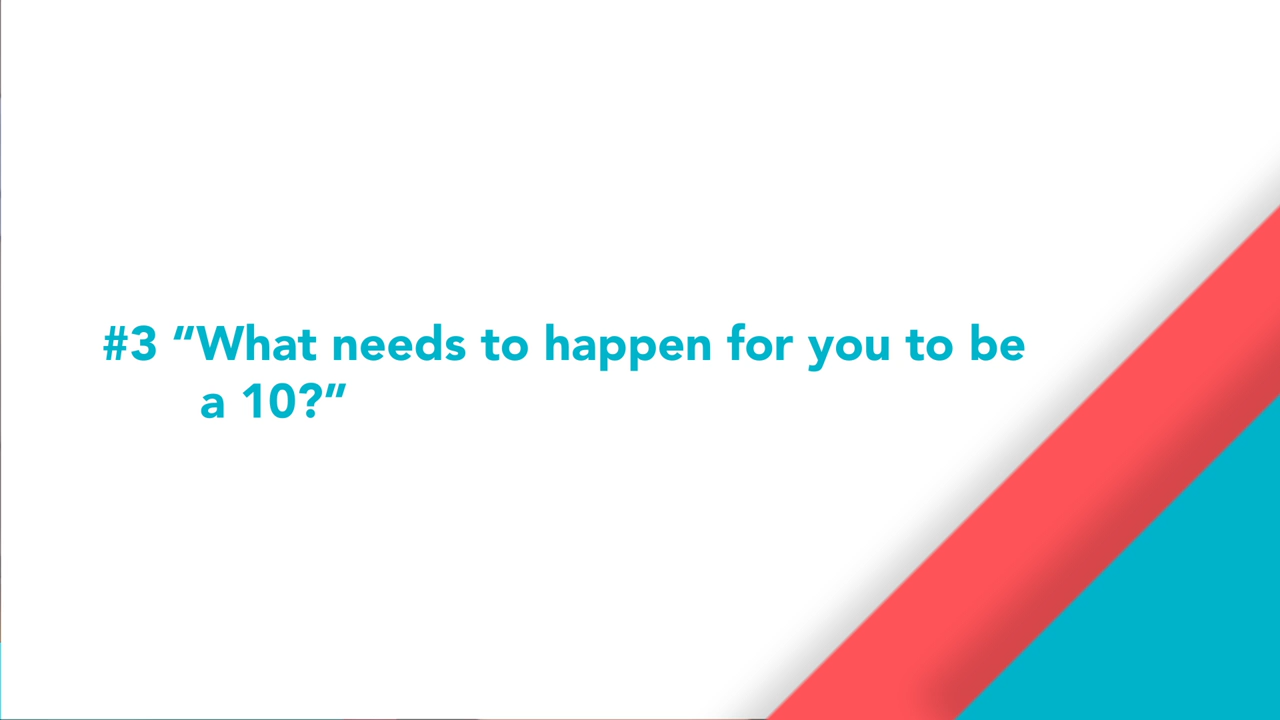 #3 “What needs to happen for you to be
a 10?”